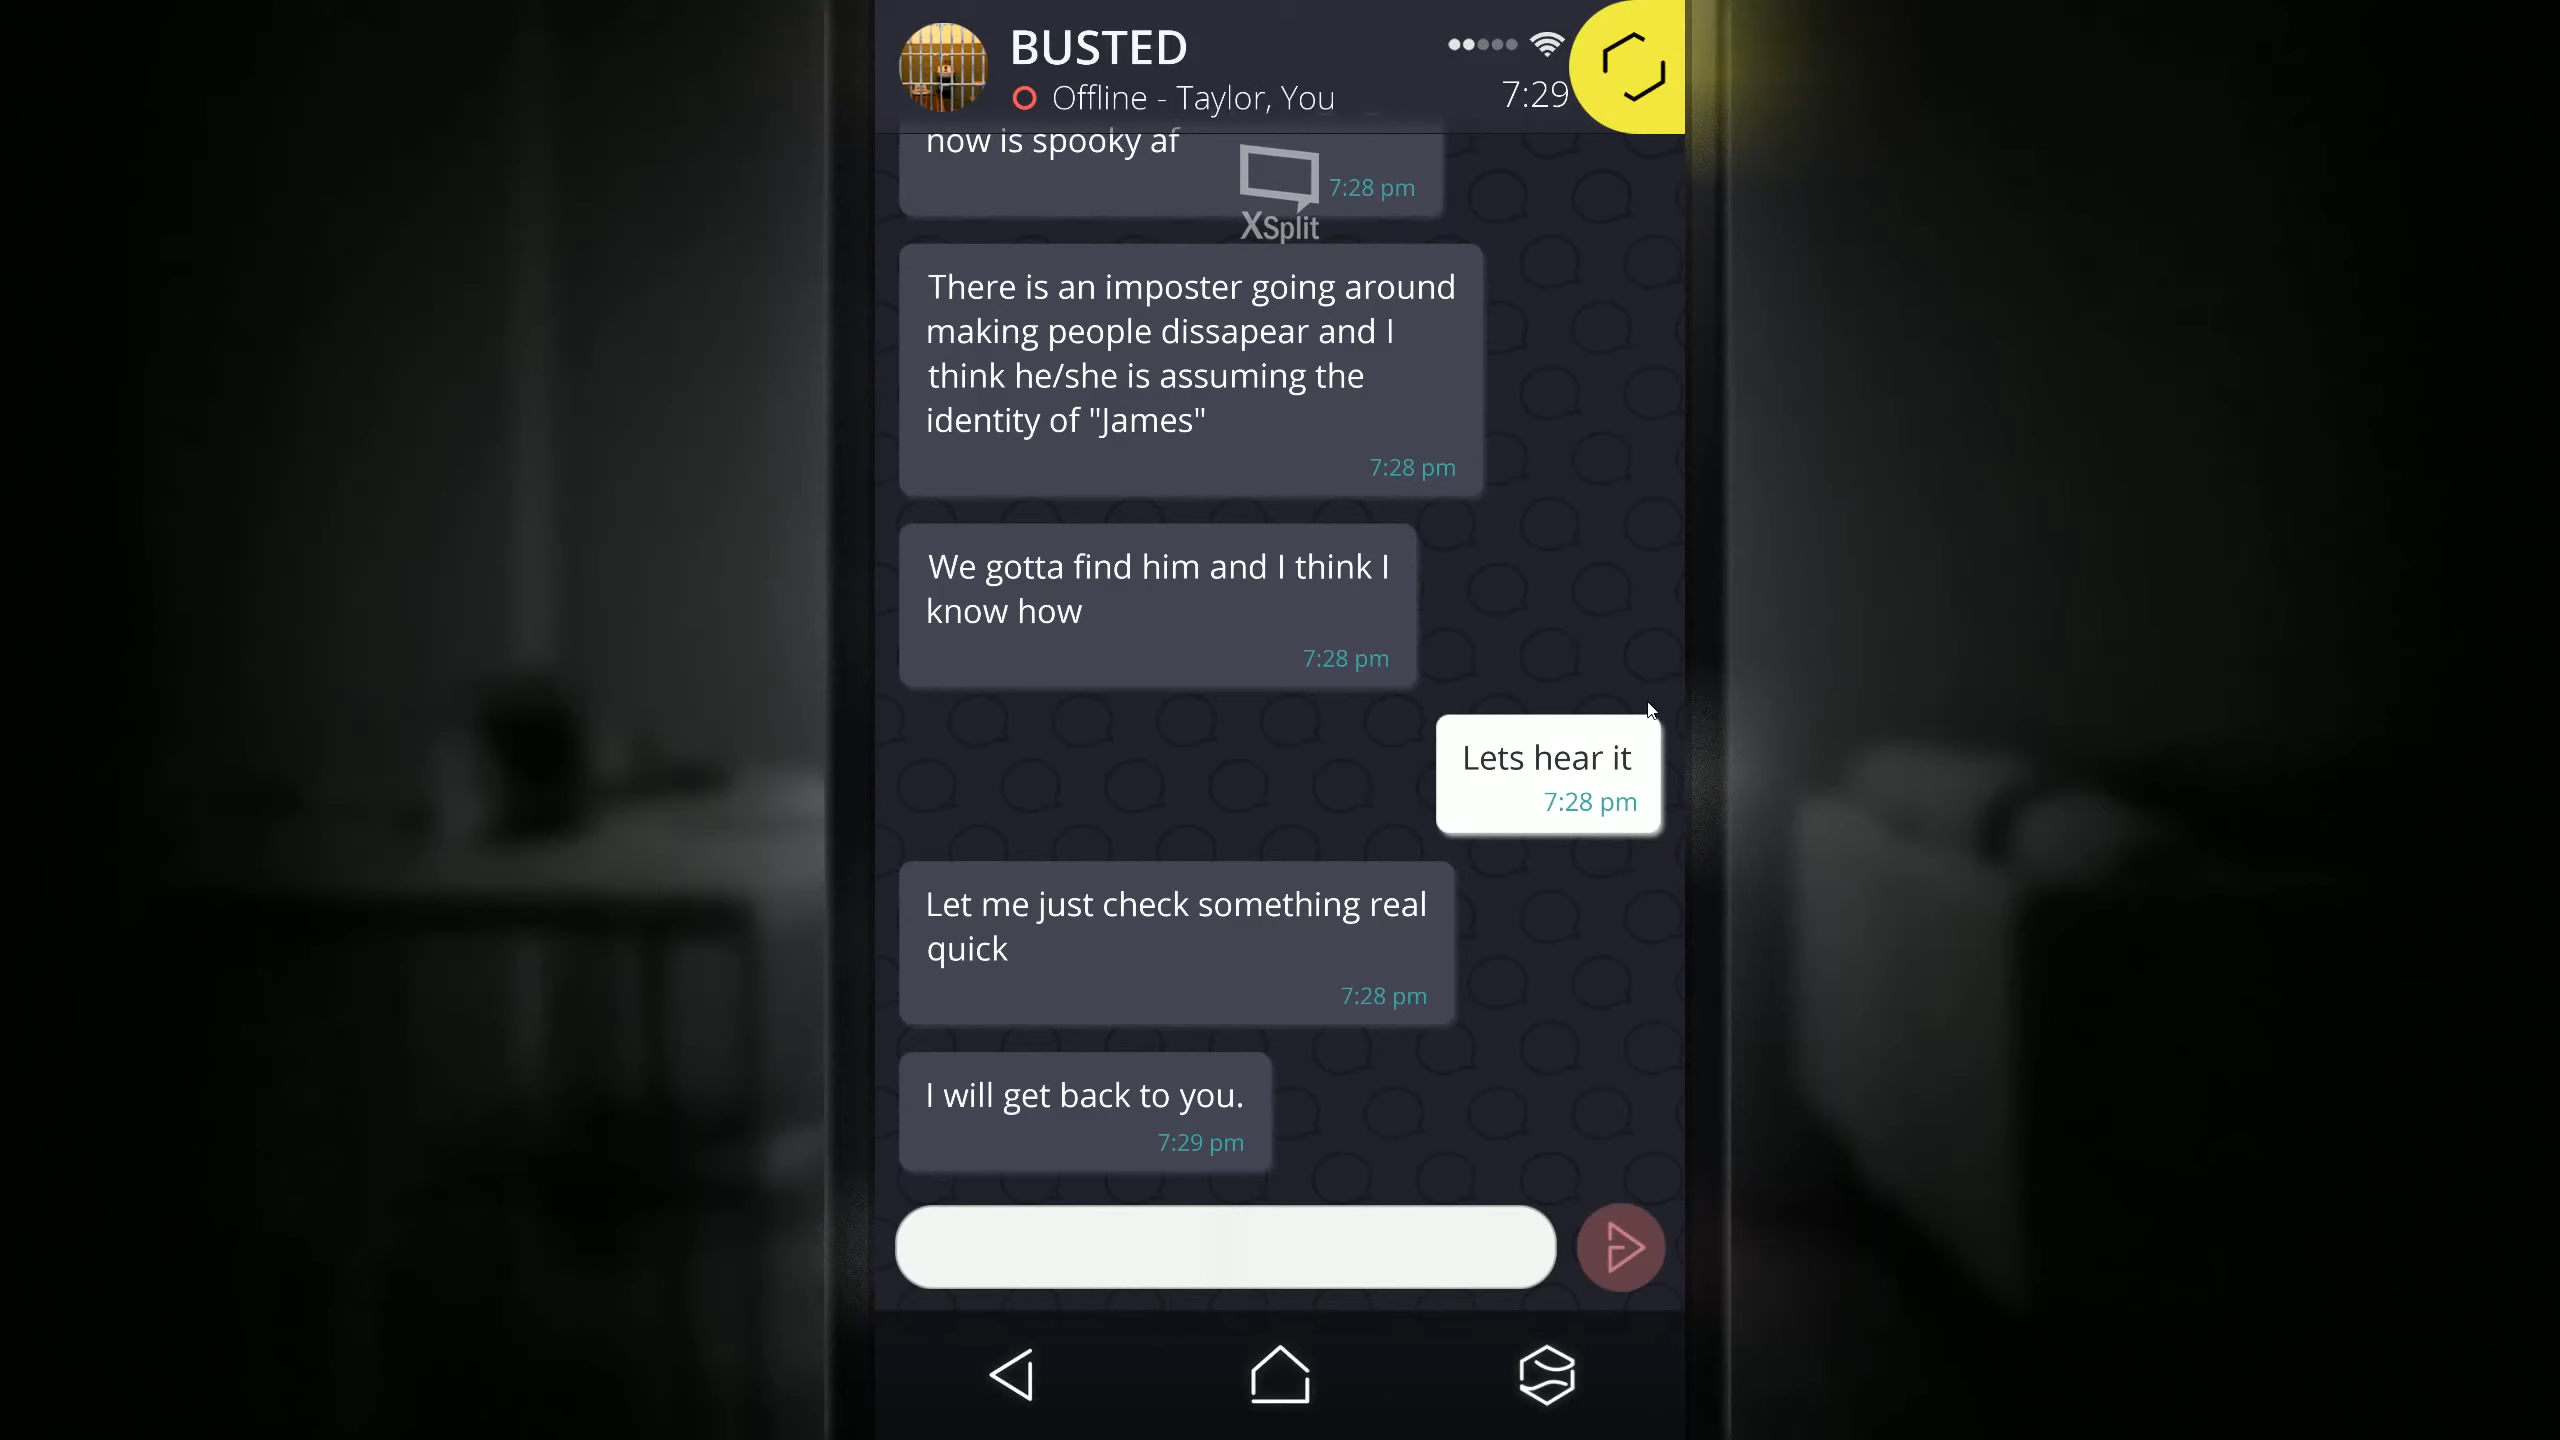 BUSTED
Offline - Taylor, You
7:29
now is spooky af
7:28 pm
XSplit
There is an imposter going around
making people dissapear and I
think he/she is assuming the
identity of "James"
7:28 pm
We gotta find him and I think I
know how
7:28 pm
Lets hear it
7:28 pm
Let me just check something real
quick
7:28 pm
I will get back to you.
7:29 pm